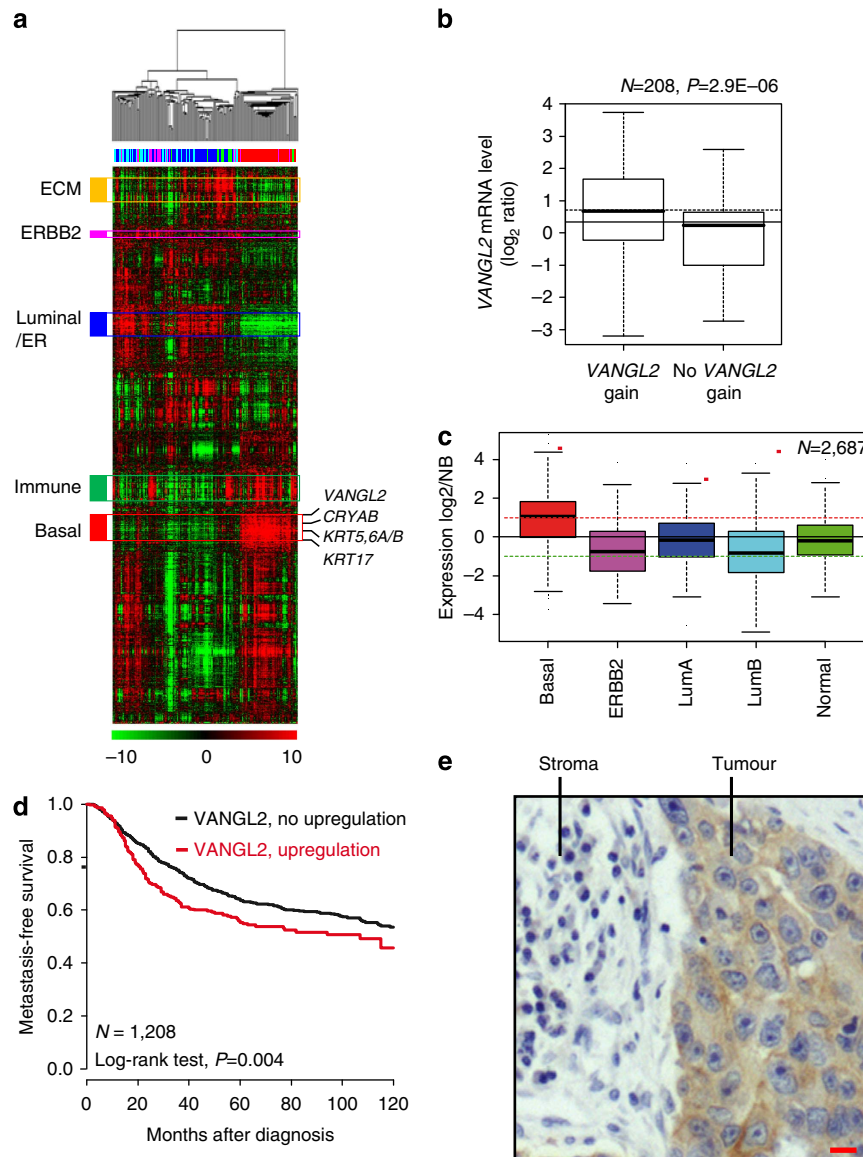 a
ECM
ERBB2
Luminal
/ER
Immune
Basal
VANGL2
CRYAB
KRT5,6A/B
KRT17
−10
0
10
b
N=208, P=2.9E−06
VANGL2 mRNA level
(log2 ratio)
4
3
2
1
0
−1
−2
−3
VANGL2
gain
No VANGL2
gain
c
N=2,687
Expression log2/NB
4
2
0
−2
−4
Basal
ERBB2
LumA
LumB
Normal
d
Metastasis-free survival
1.0
0.8
0.6
0.4
0.2
0.0
VANGL2, no upregulation
VANGL2, upregulation
N = 1,208
Log-rank test, P=0.004
0 20 40 60 80 100 120
Months after diagnosis
e
Stroma
Tumour